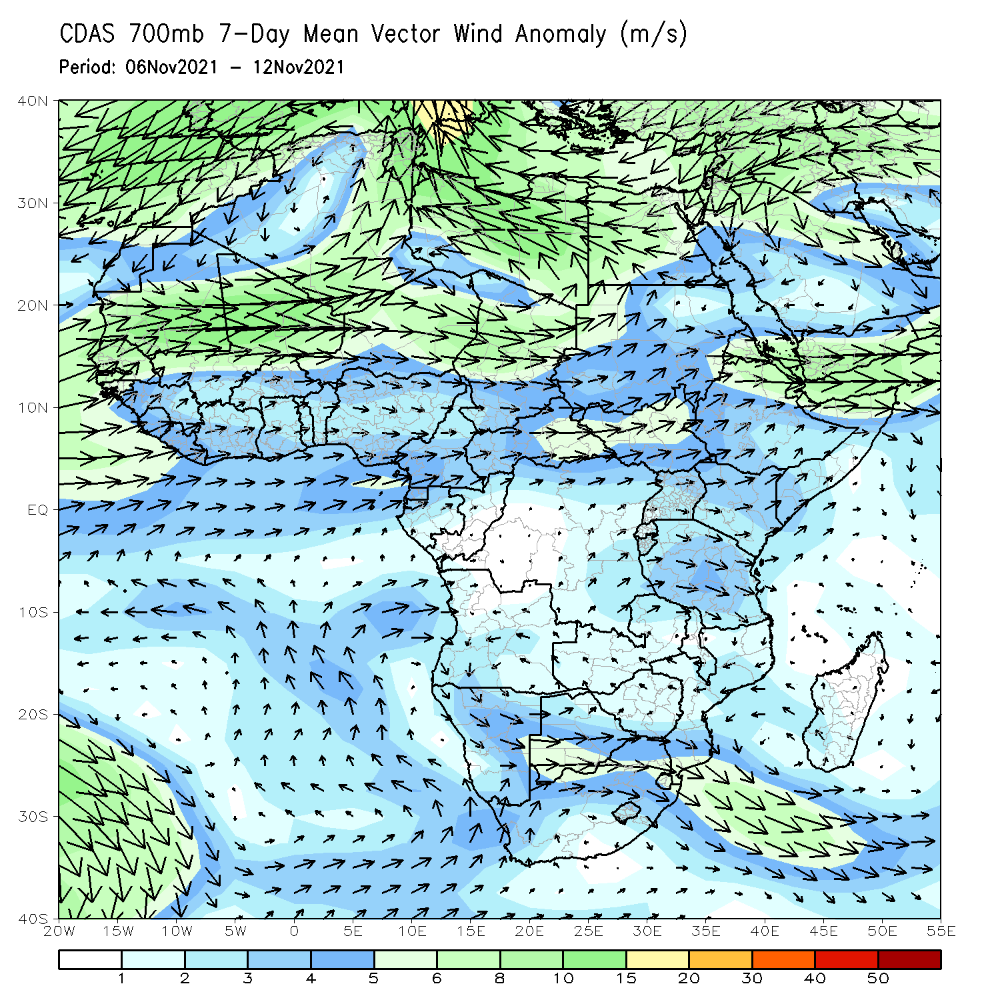 CDAS 700mb 7-Day Mean Vector Wind Anomaly (m/s)
Period: 06Nov2021 - 12Nov2021
40N
30N
20N
10N
EQ
10S
20S
30S
40S
20W 15W 10W 5W 0 5E 10E 15E 20E 25E 30E 35E 40E 45E 50E 55E
1 2 3 4 5 6 8 10 15 20 30 40 50